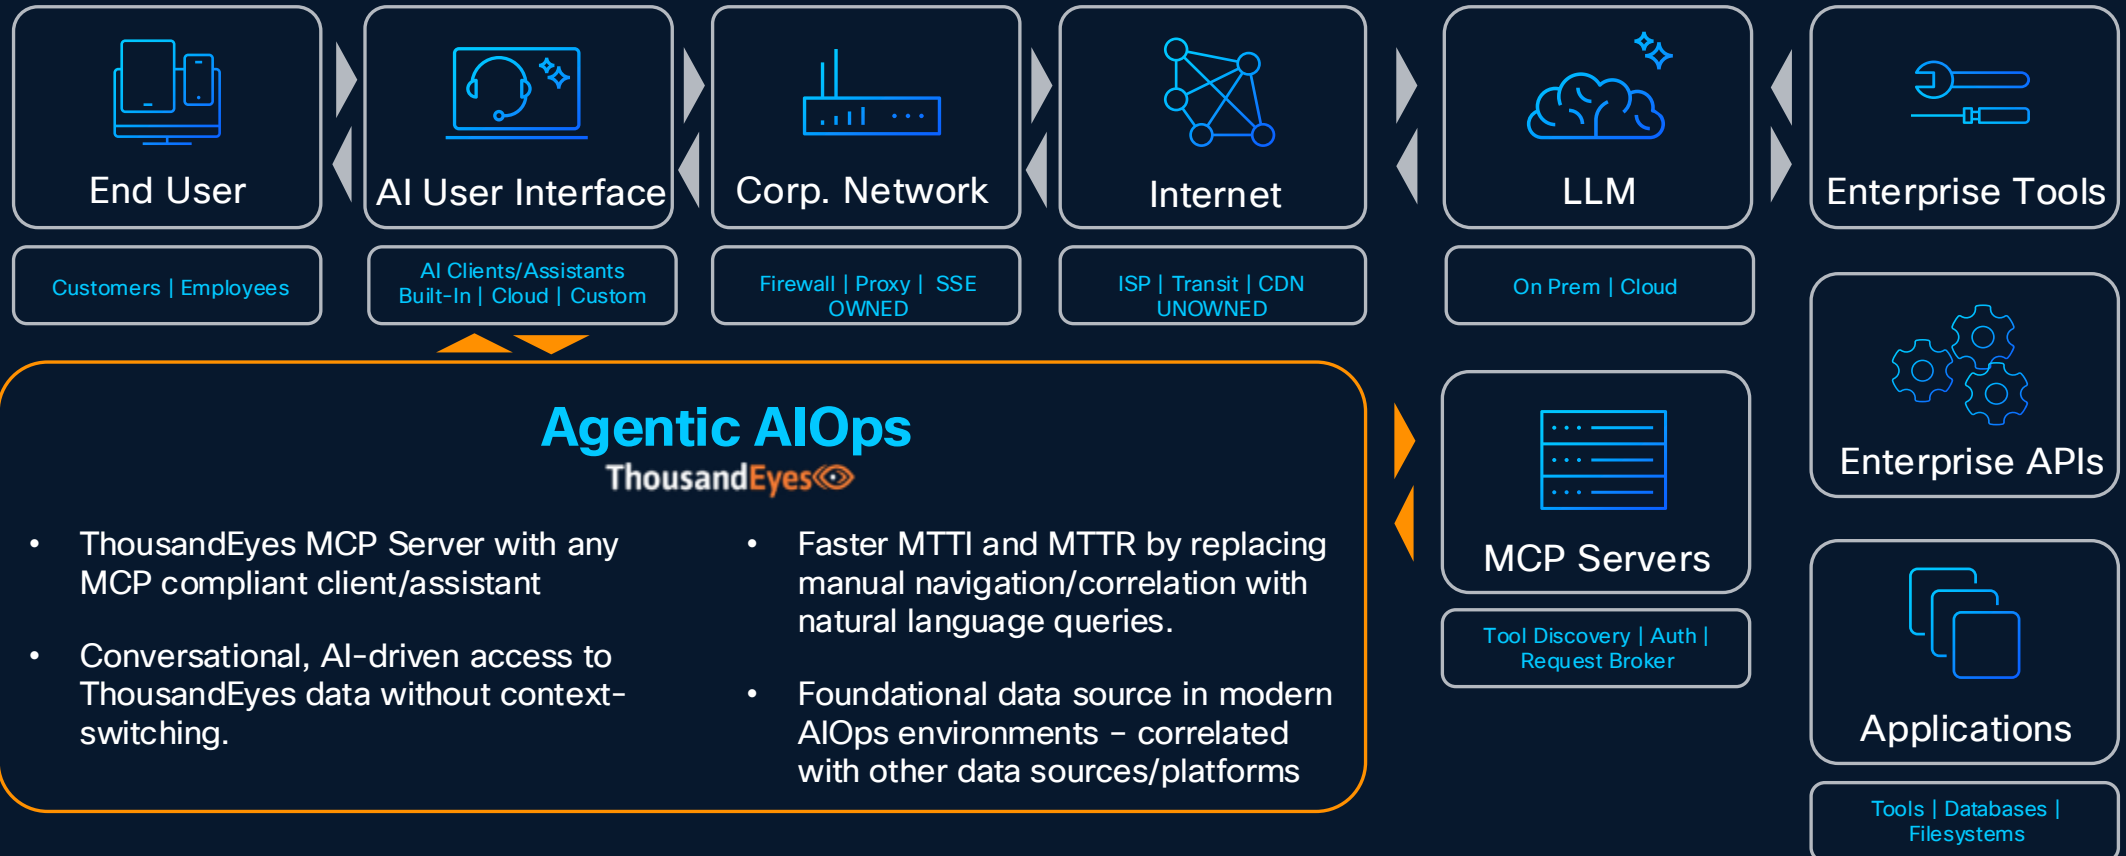 End User
AI User Interface
Corp. Network
Internet
LLM
Enterprise Tools
Customers | Employees
AI Clients/Assistants
Built-In | Cloud | Custom
Firewall | Proxy | SSE
OWNED
ISP | Transit | CDN
UNOWNED
On Prem | Cloud
Agentic AIOps
ThousandEyes
• ThousandEyes MCP Server with any
MCP compliant client/assistant
• Conversational, AI-driven access to
ThousandEyes data without context-
switching.
• Faster MTTI and MTTR by replacing
manual navigation/correlation with
natural language queries.
• Foundational data source in modern
AIOps environments – correlated
with other data sources/platforms
MCP Servers
Tool Discovery | Auth |
Request Broker
Enterprise APIs
Applications
Tools | Databases |
Filesystems